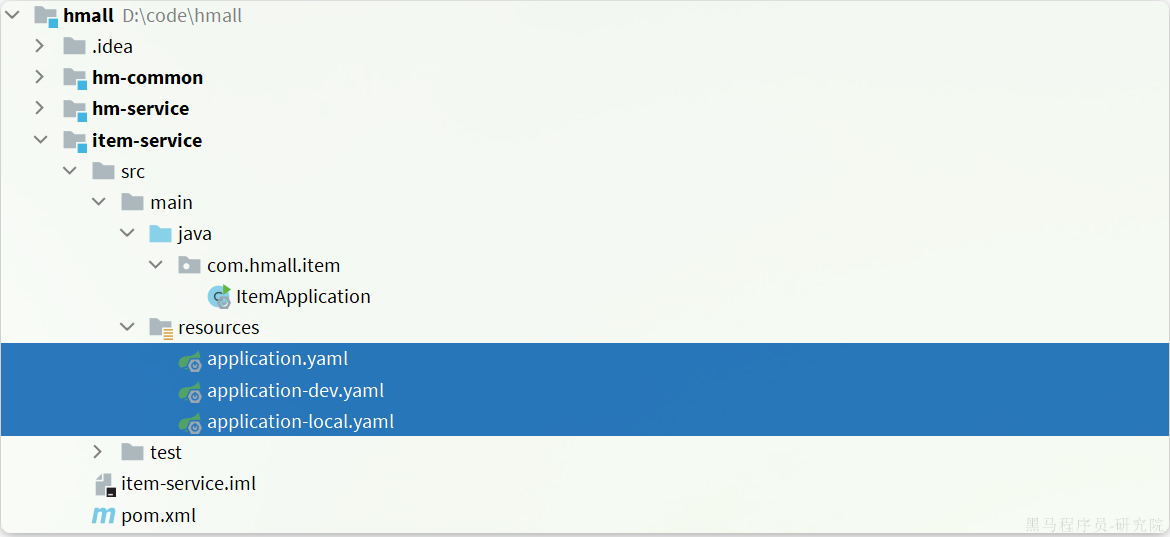 hmall D:\code\hmall
.idea
hm-common
hm-service
item-service
src
main
java
com.hmall.item
ItemApplication
resources
application.yaml
application-dev.yaml
application-local.yaml
test
item-service.iml
pom.xml
黑马程序员-研究院